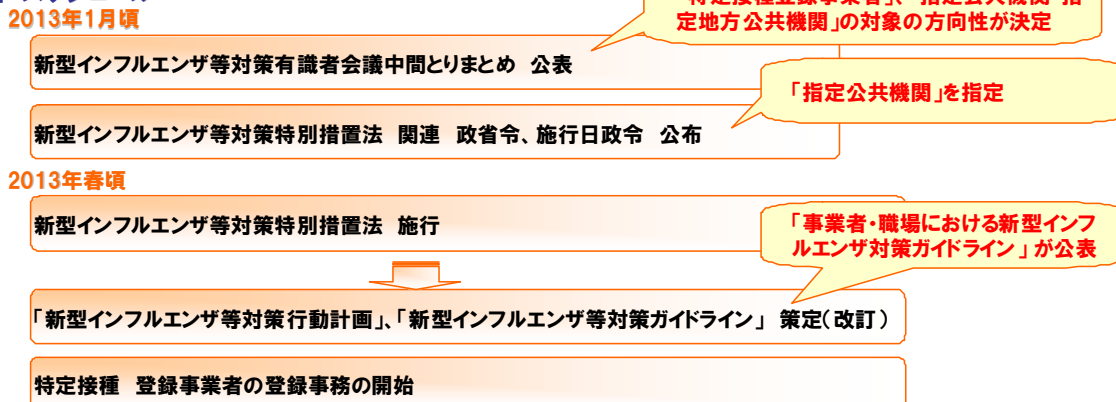 2013年1月頃
定地方公共機関」の対象の方向性が決定
新型インフルエンザ等対策有識者会議中間とりまとめ 公表
「指定公共機関」を指定
新型インフルエンザ等対策特別措置法 関連 政省令、施行日政令 公布
2013年春頃
新型インフルエンザ等対策特別措置法 施行
「事業者・職場における新型インフ
ルエンザ対策ガイドライン」が公表
「新型インフルエンザ等対策行動計画」、「新型インフルエンザ等対策ガイドライン」 策定(改訂)
特定接種 登録事業者の登録事務の開始